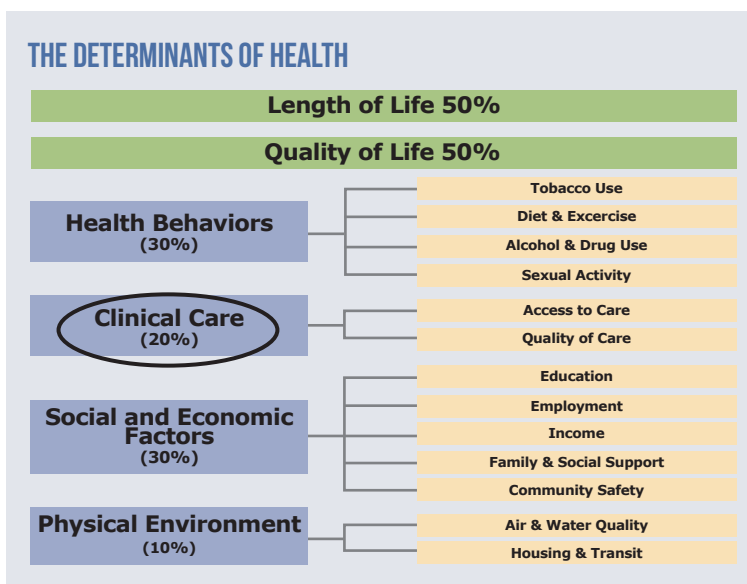 THE DETERMINANTS OF HEALTH
Length of Life 50%
Quality of Life 50%
Health Behaviors
(30%)
Tobacco Use
Diet & Excercise
Alcohol & Drug Use
Sexual Activity
Clinical Care
(20%)
Access to Care
Quality of Care
Social and Economic
Factors
(30%)
Education
Employment
Income
Family & Social Support
Community Safety
Physical Environment
(10%)
Air & Water Quality
Housing & Transit